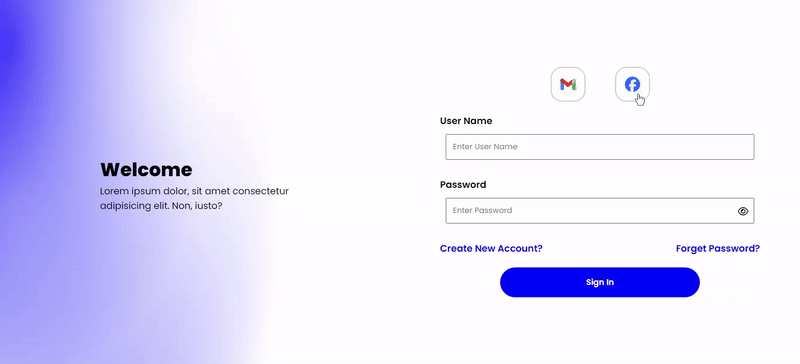 Welcome
Lorem ipsum dolor, sit amet consectetur
adipisicing elit. Non, iusto?
User Name
Enter User Name
Password
Enter Password
Create New Account?
Forget Password?
Sign In